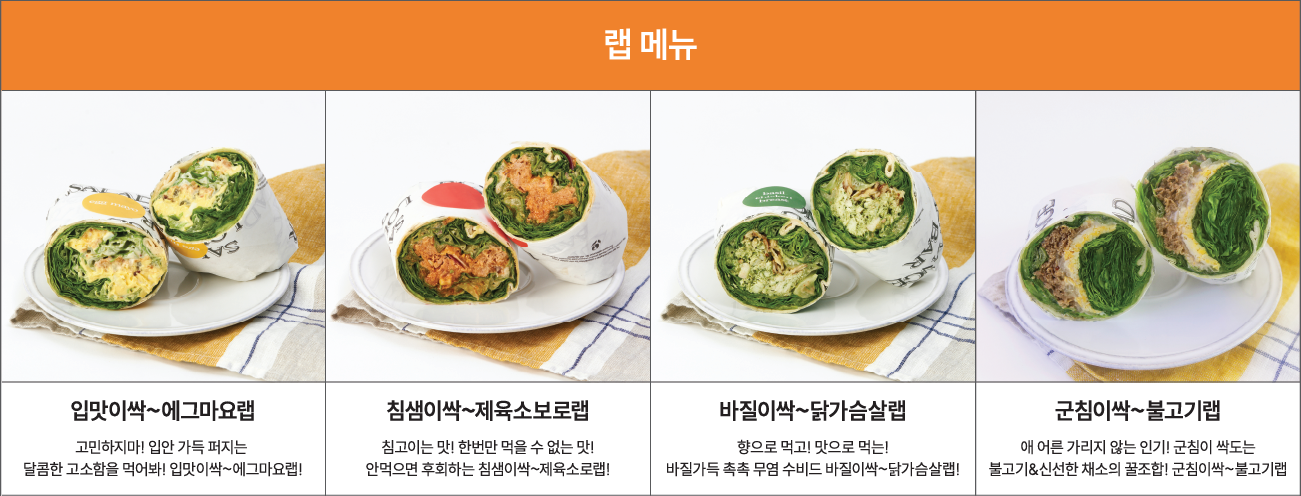 랩 메뉴
입맛이싹~에그마요랩
고민하지마! 입안 가득 퍼지는
달콤한 고소함을 먹어봐! 입맛이싹~에그마요랩!
침샘이싹~제육소보로랩
침고이는 맛! 한번만 먹을 수 없는 맛!
안먹으면 후회하는 침샘이싹~제육소로랩!
basil
chicken
breast
바질이싹~닭가슴살랩
향으로 먹고! 맛으로 먹는!
바질가득 촉촉 무염 수비드 바질이싹~닭가슴살랩!
군침이싹~불고기랩
애 어른 가리지 않는 인기! 군침이 싹도는
불고기&신선한 채소의 꿀조합! 군침이싹~불고기랩